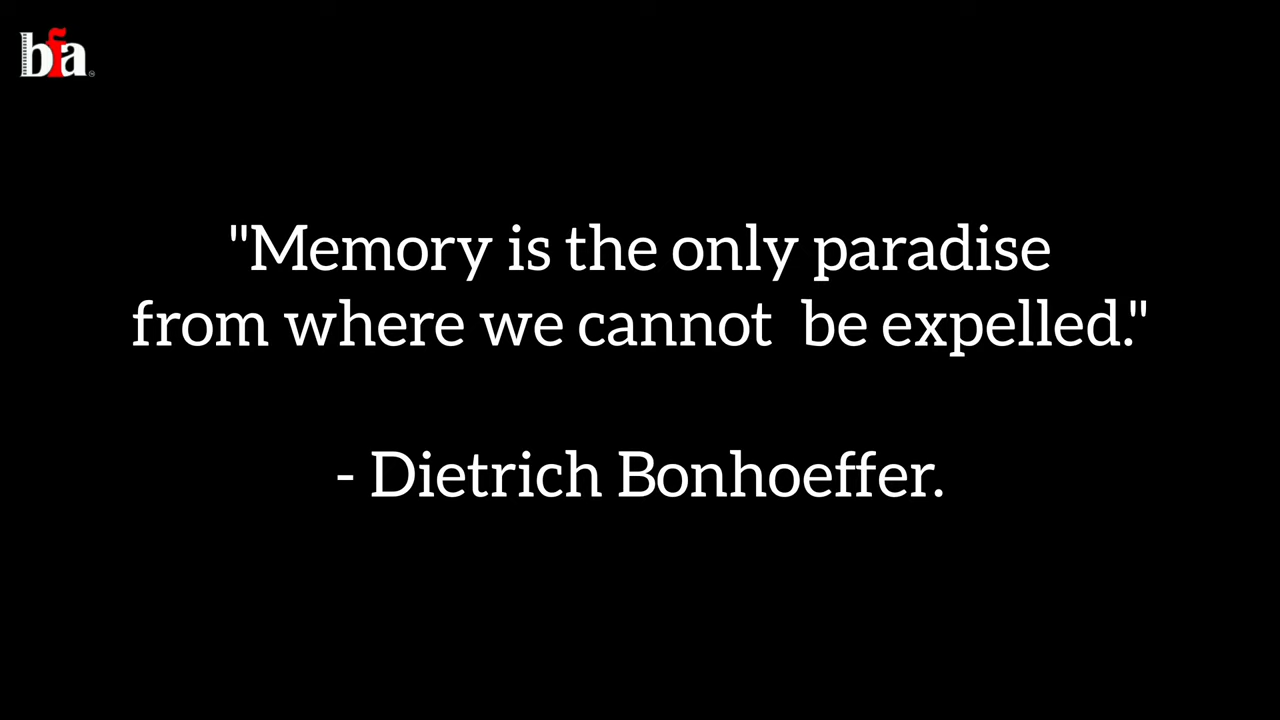 bfa
"Memory is the only paradise
from where we cannot  be expelled."
- Dietrich Bonhoeffer.